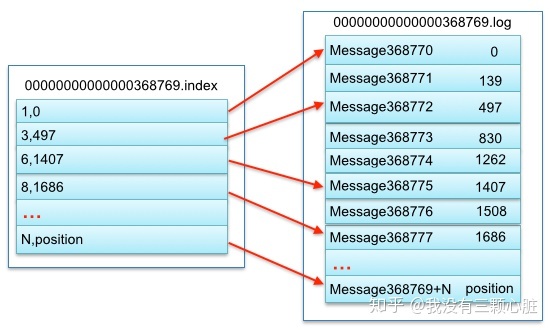 00000000000000368769.index
1,0
3,497
6,1407
8,1686
...
N,position
00000000000000368769.log
Message368770 0
Message368771 139
Message368772 497
Message368773 830
Message368774 1262
Message368775 1407
Message368776 1508
Message368777 1686
...
Message368769+N position
知乎 @我没有三颗心脏